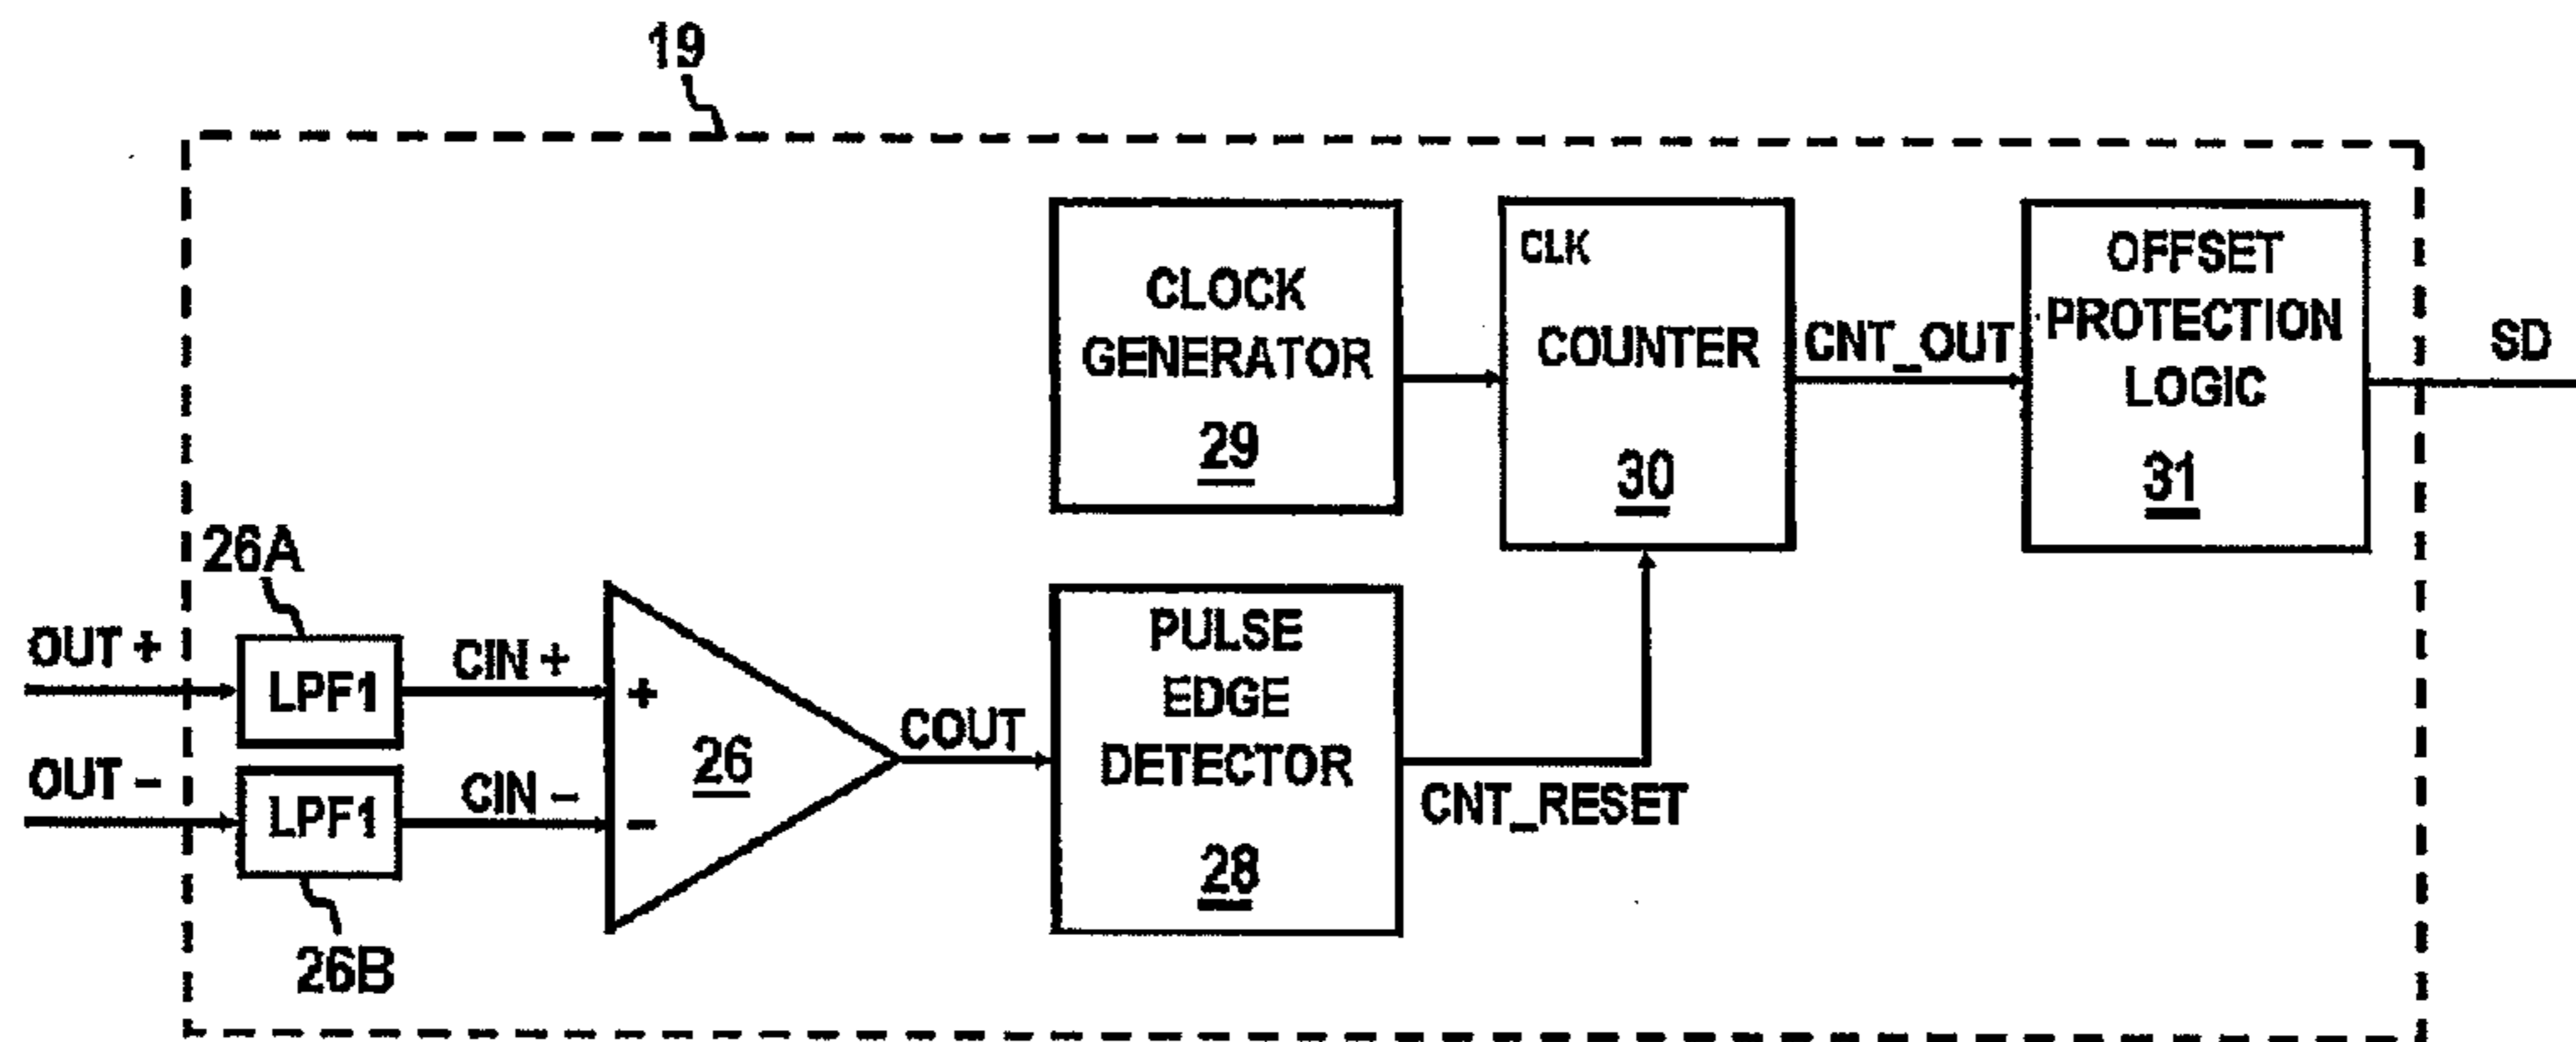 19
CLOCK
GENERATOR
29
CLK
COUNTER
30
CNT_OUT
OFFSET
PROTECTION
LOGIC
31
SD
26A
OUT +
LPF1
CIN +
+
OUT -
LPF1
CIN -
-
26
COUT
PULSE
EDGE
DETECTOR
28
CNT_RESET
26B